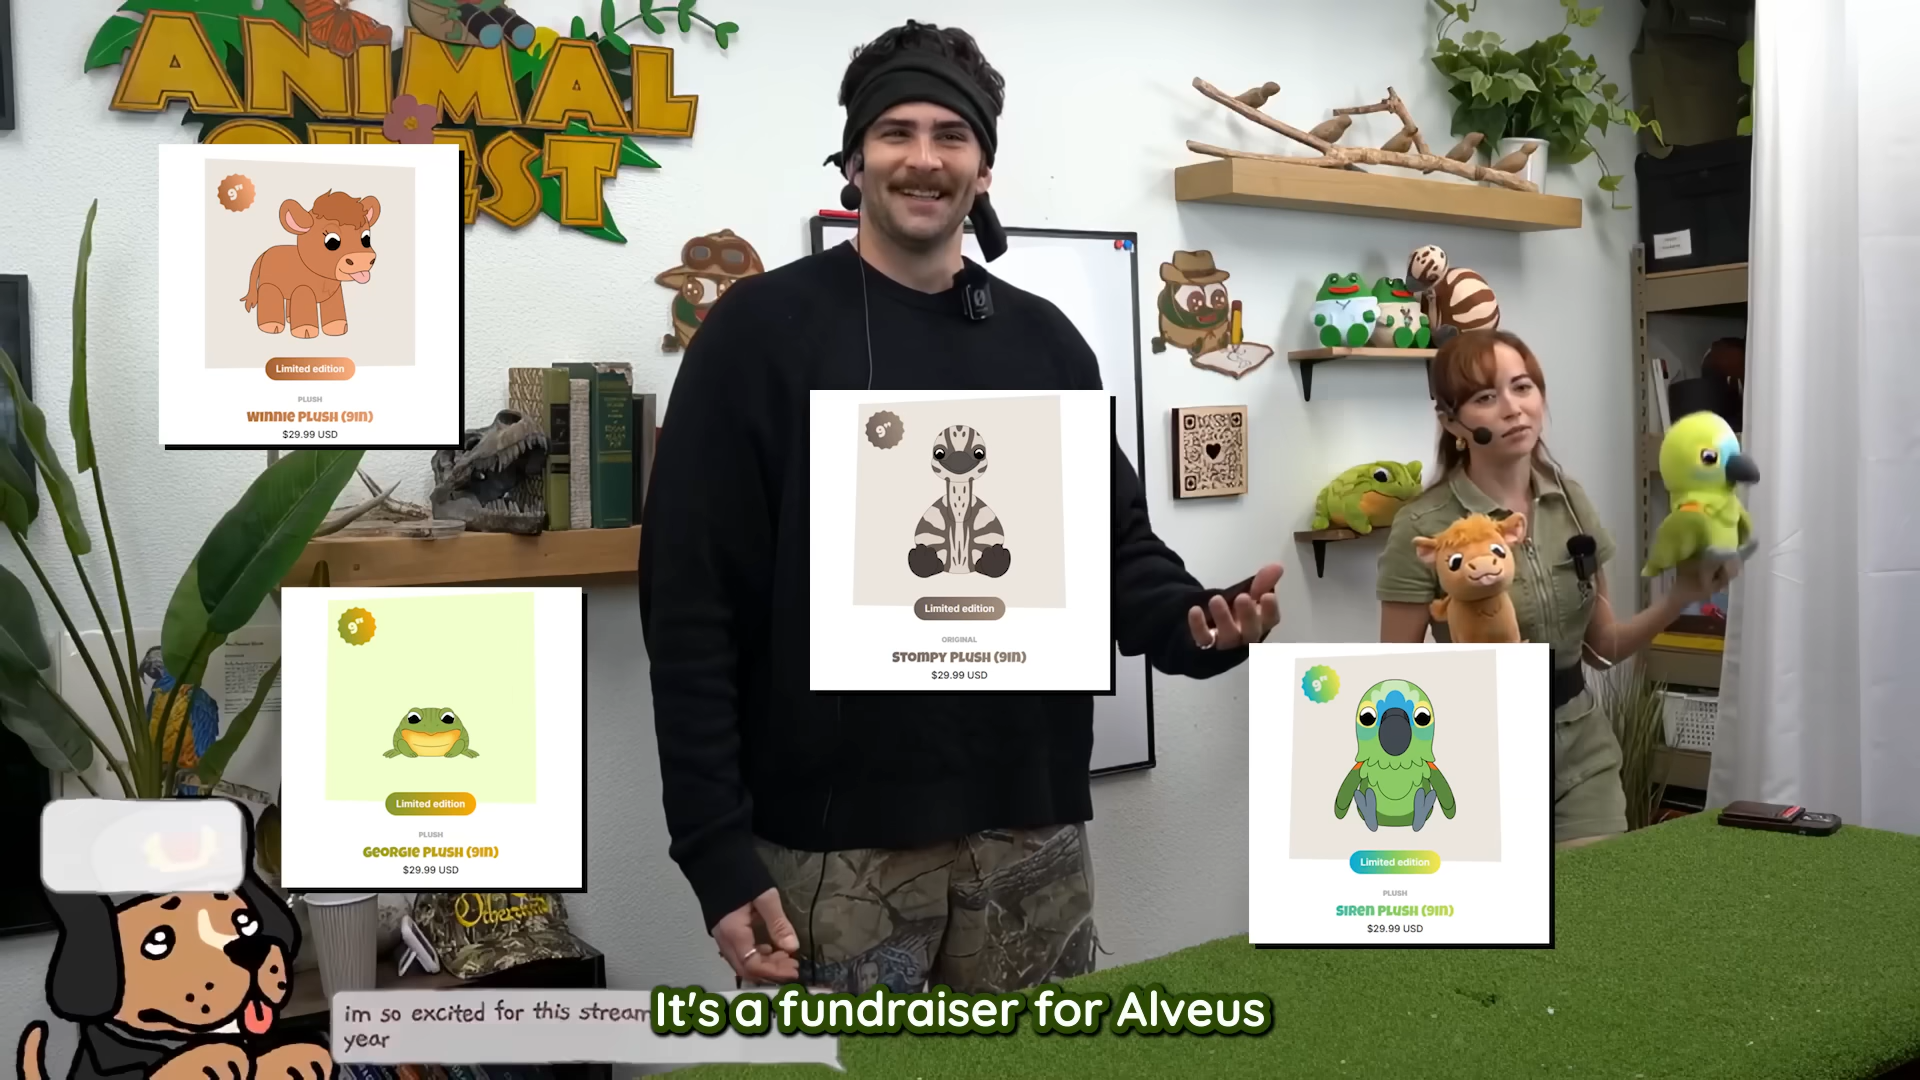 ANIMAL
QUEST
9"
Limited edition
PLUSH
WINNIE PLUSH (9IN)
$29.99 USD
9"
Limited edition
ORIGINAL
STOMPY PLUSH (9IN)
$29.99 USD
9"
Limited edition
PLUSH
GEORGIE PLUSH (9IN)
$29.99 USD
9"
Limited edition
PLUSH
SIREN PLUSH (9IN)
$29.99 USD
im so excited for this stream
year
It's a fundraiser for Alveus